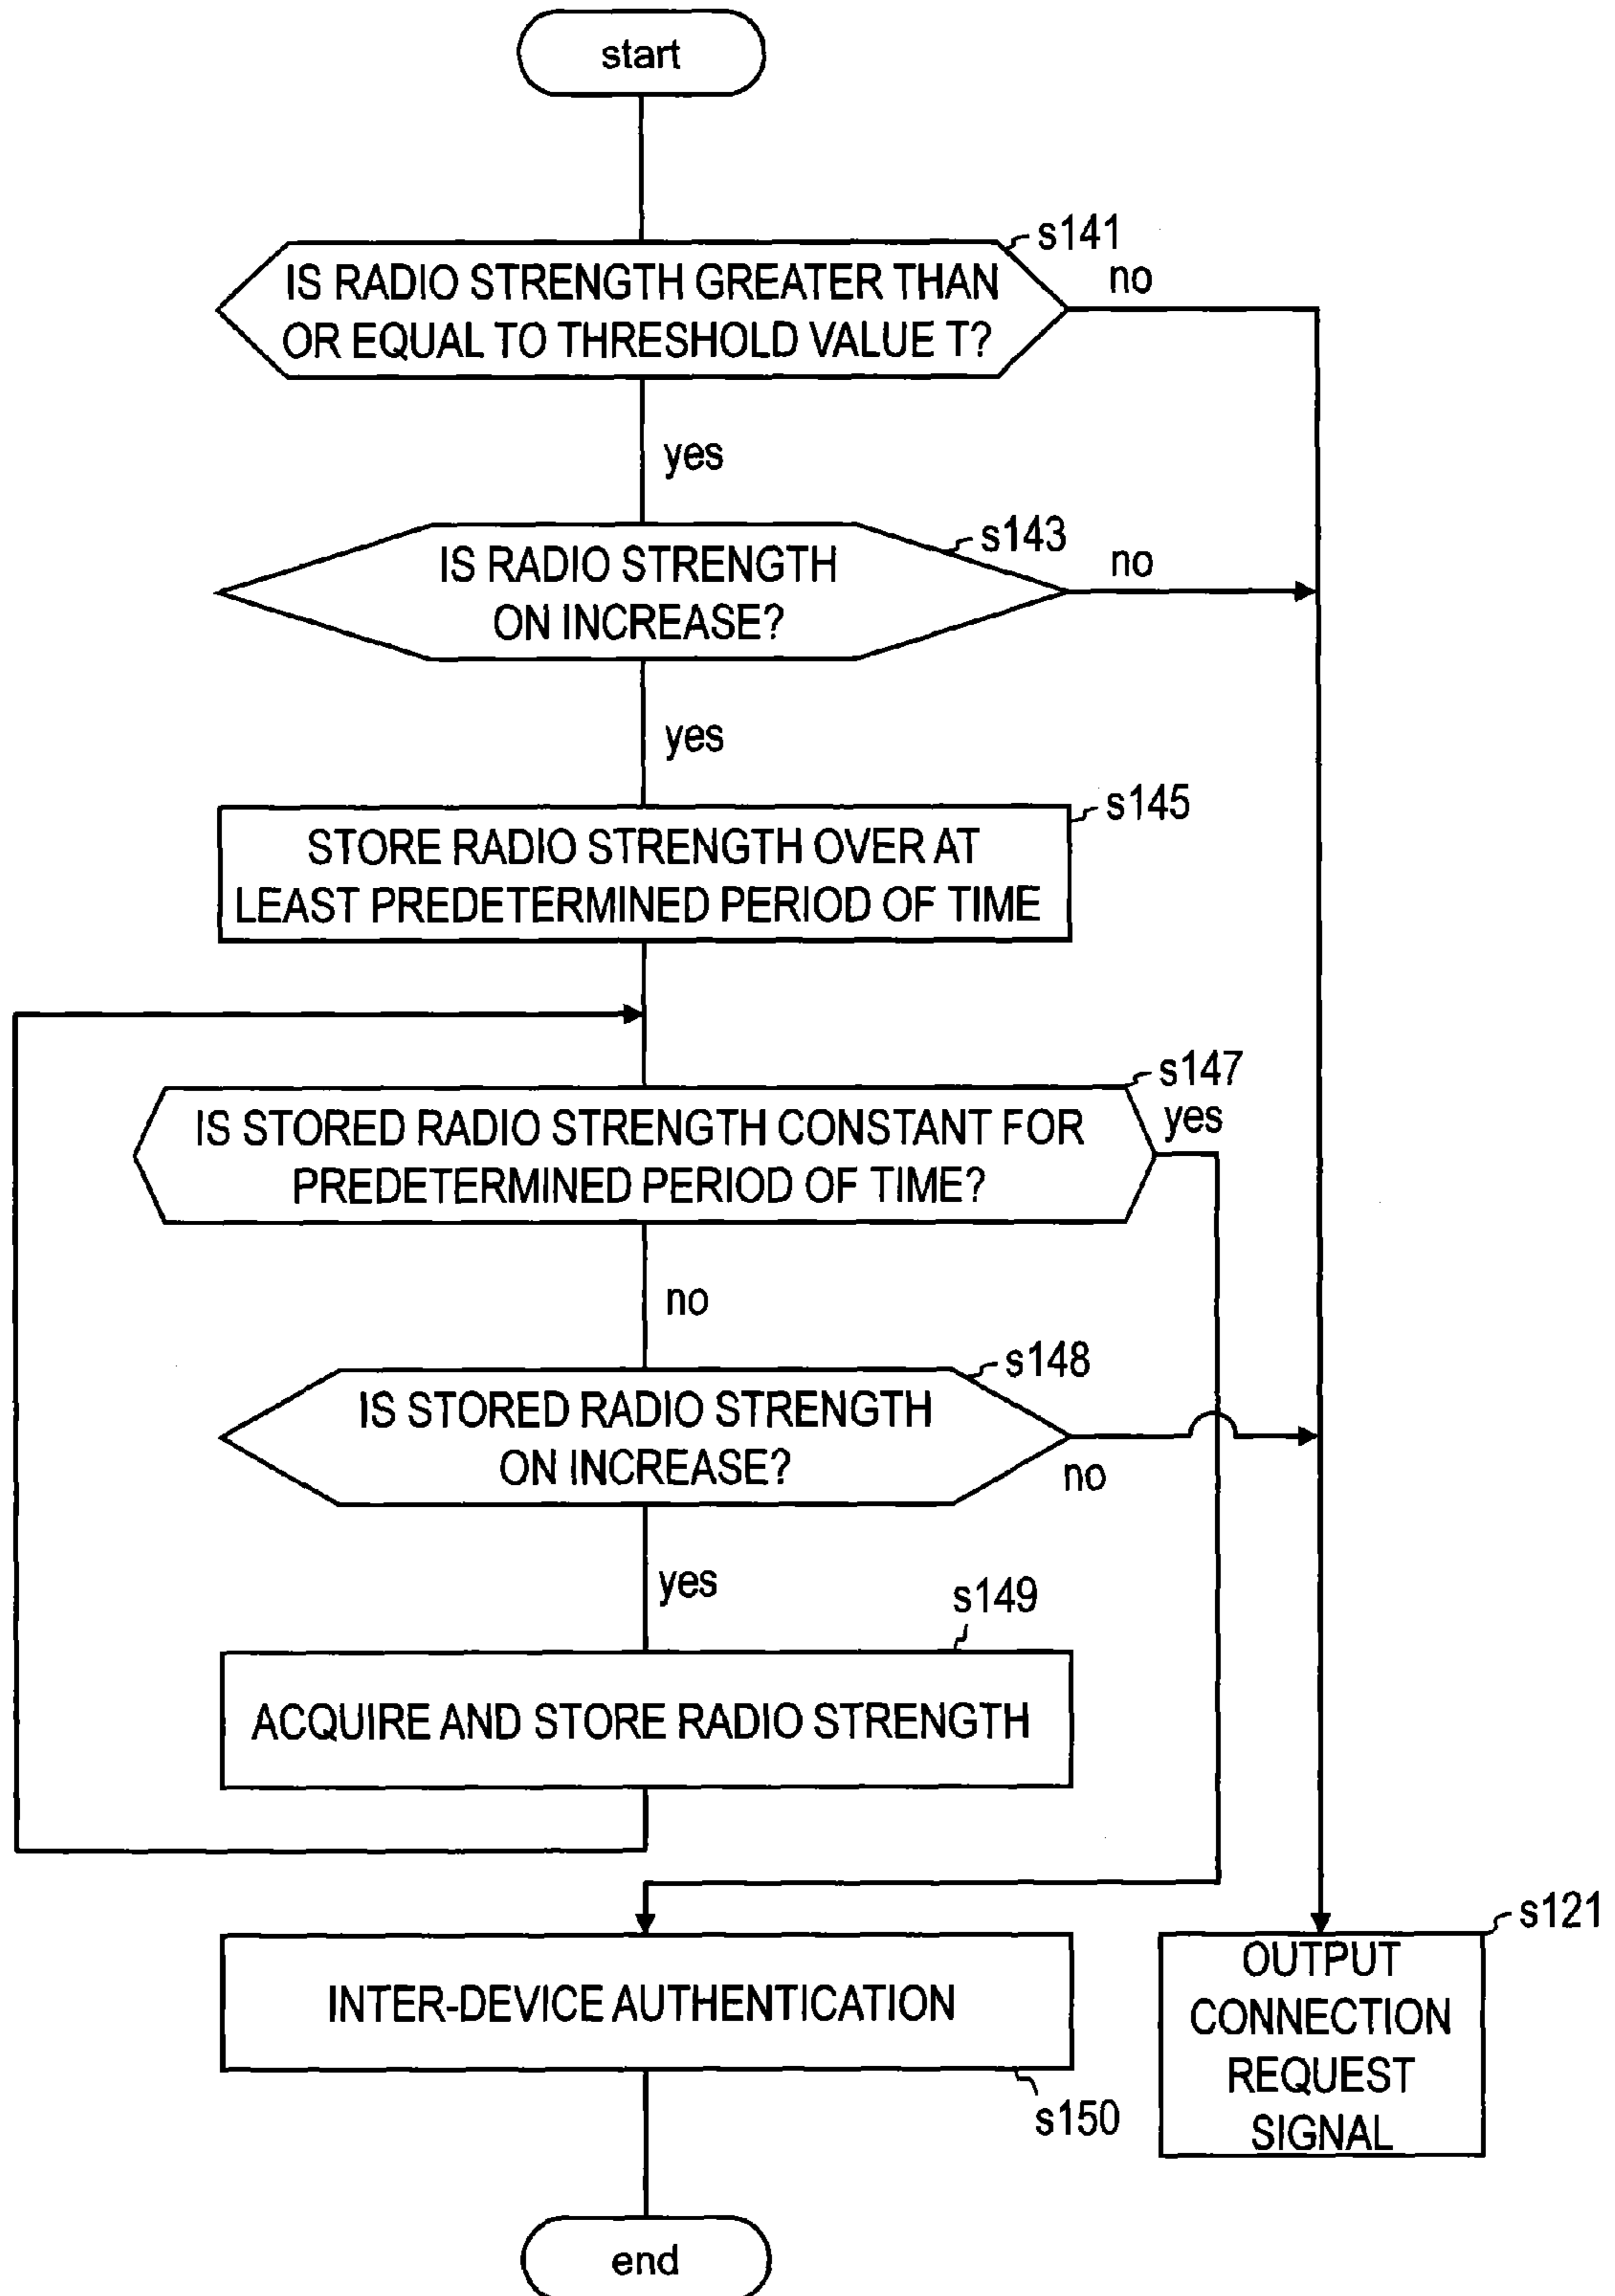 start
s141
IS RADIO STRENGTH GREATER THAN
OR EQUAL TO THRESHOLD VALUE T?
no
yes
s143
IS RADIO STRENGTH
ON INCREASE?
no
yes
s145
STORE RADIO STRENGTH OVER AT
LEAST PREDETERMINED PERIOD OF TIME
s147
IS STORED RADIO STRENGTH CONSTANT FOR
PREDETERMINED PERIOD OF TIME?
yes
no
s148
IS STORED RADIO STRENGTH
ON INCREASE?
no
yes
s149
ACQUIRE AND STORE RADIO STRENGTH
INTER-DEVICE AUTHENTICATION
s150
s121
OUTPUT
CONNECTION
REQUEST
SIGNAL
end